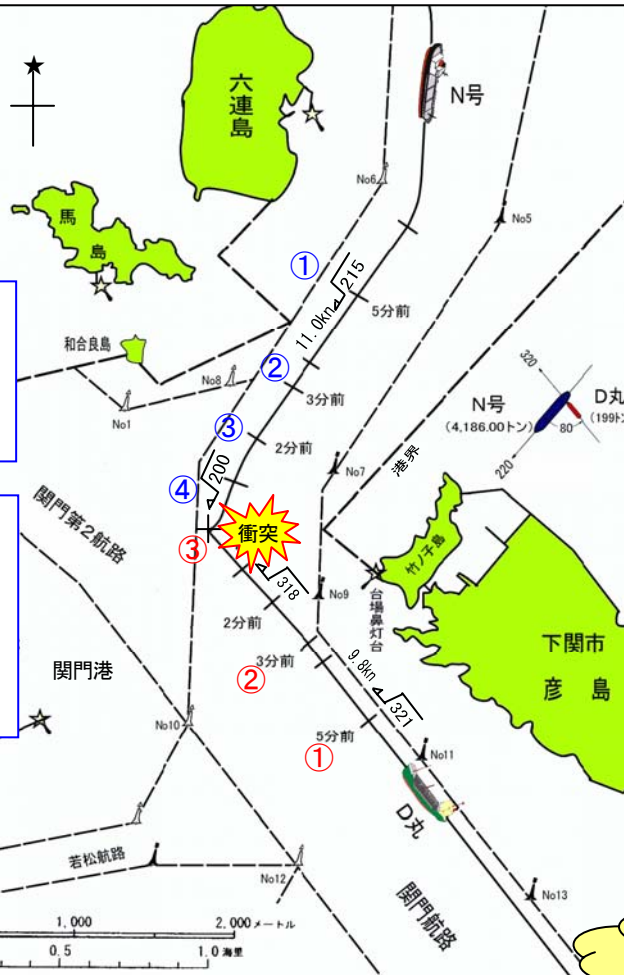 六連島
N号
No6
No5
馬島
①
215
11.0kn
5分前
和合良島
②
No8
3分前
No1
③
2分前
320
N号
(4,186.00トン)
D丸
(199ト
80
220
No7
港界
④
200
関門第2航路
衝突
③
竹ノ子島
台場鼻灯台
318
No9
2分前
下関市
彦島
3分前
②
関門港
9.8kn
321
No10
5分前
①
No11
D丸
若松航路
No12
関門航路
No13
1,000
2,000メートル
0.5
1.0海里